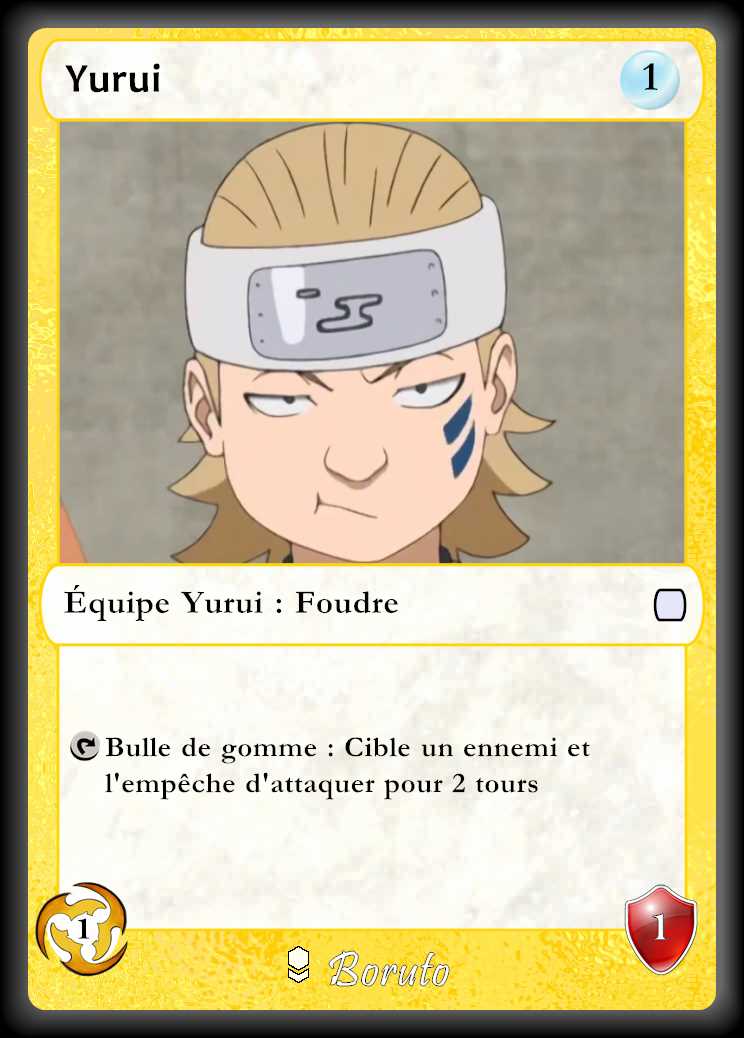 Yurui
1
Équipe Yurui : Foudre
Bulle de gomme : Cible un ennemi et
l'empêche d'attaquer pour 2 tours
1
1
Boruto